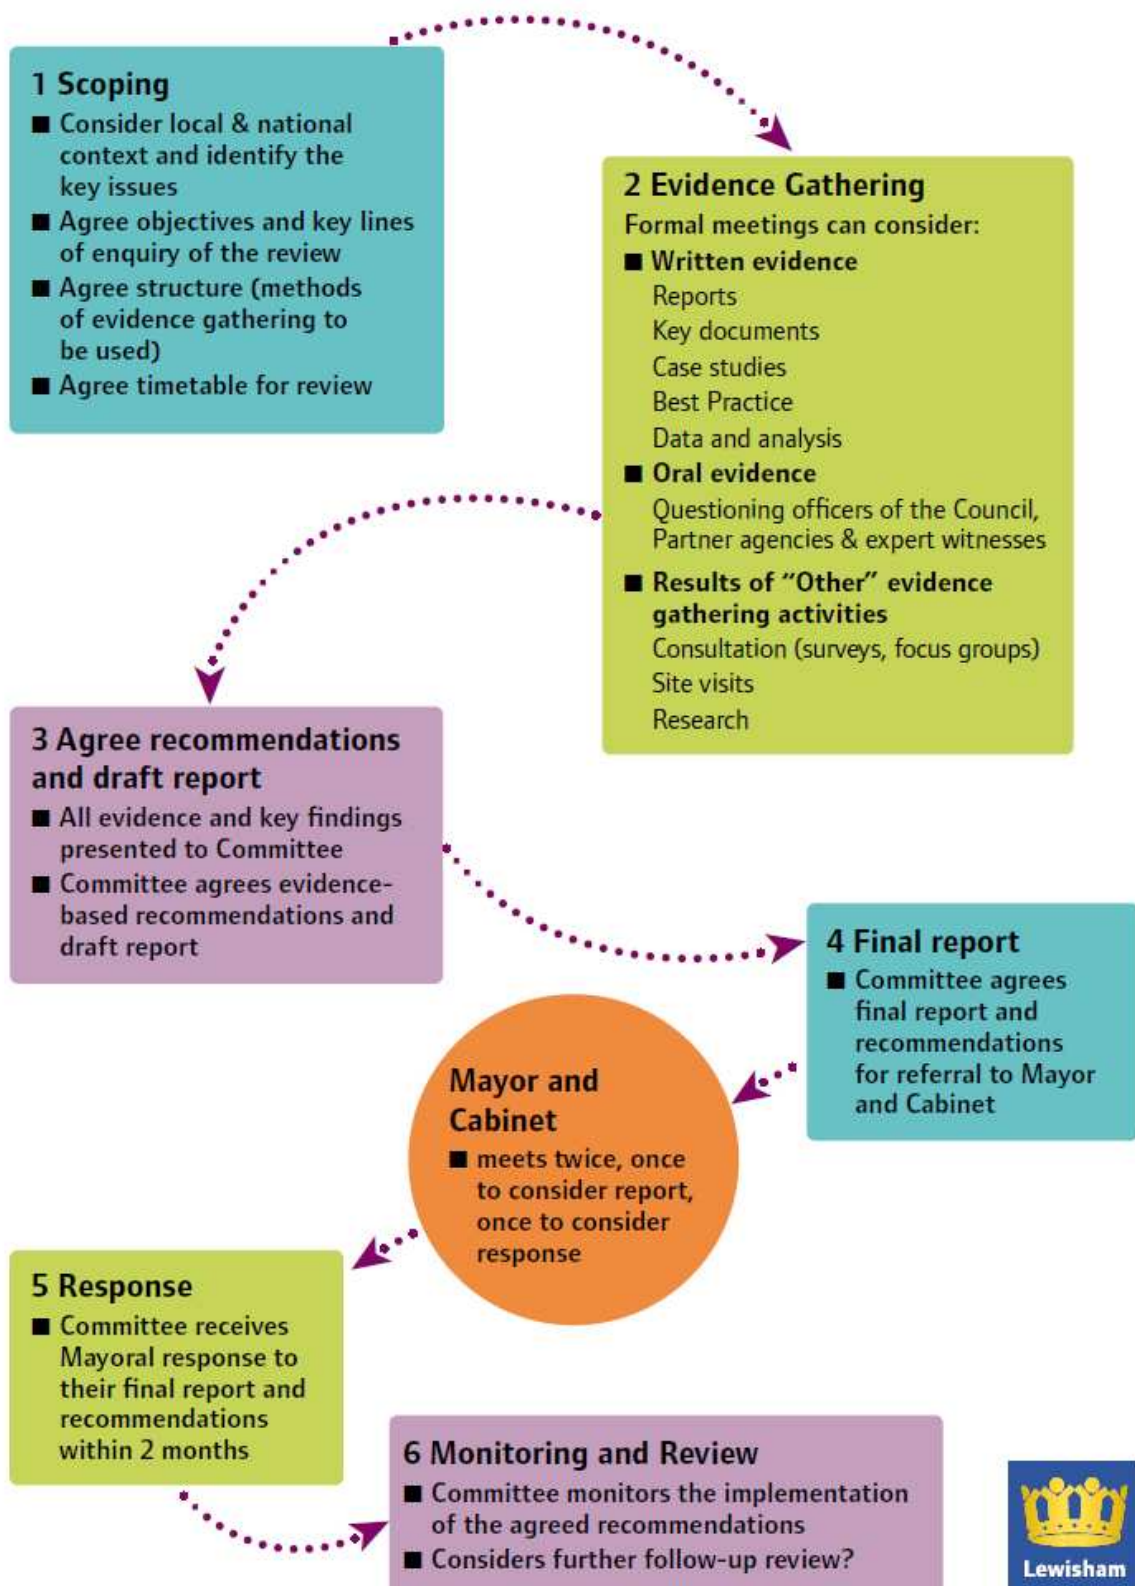 1 Scoping
■ Consider local & national
context and identify the
key issues
■ Agree objectives and key lines
of enquiry of the review
■ Agree structure (methods
of evidence gathering to
be used)
■ Agree timetable for review
2 Evidence Gathering
Formal meetings can consider:
■ Written evidence
Reports
Key documents
Case studies
Best Practice
Data and analysis
■ Oral evidence
Questioning officers of the Council,
Partner agencies & expert witnesses
■ Results of “Other” evidence
gathering activities
Consultation (surveys, focus groups)
Site visits
Research
3 Agree recommendations
and draft report
■ All evidence and key findings
presented to Committee
■ Committee agrees evidence-
based recommendations and
draft report
4 Final report
■ Committee agrees
final report and
recommendations
for referral to Mayor
and Cabinet
Mayor and
Cabinet
■ meets twice, once
to consider report,
once to consider
response
5 Response
■ Committee receives
Mayoral response to
their final report and
recommendations
within 2 months
6 Monitoring and Review
■ Committee monitors the implementation
of the agreed recommendations
■ Considers further follow-up review?
Lewisham